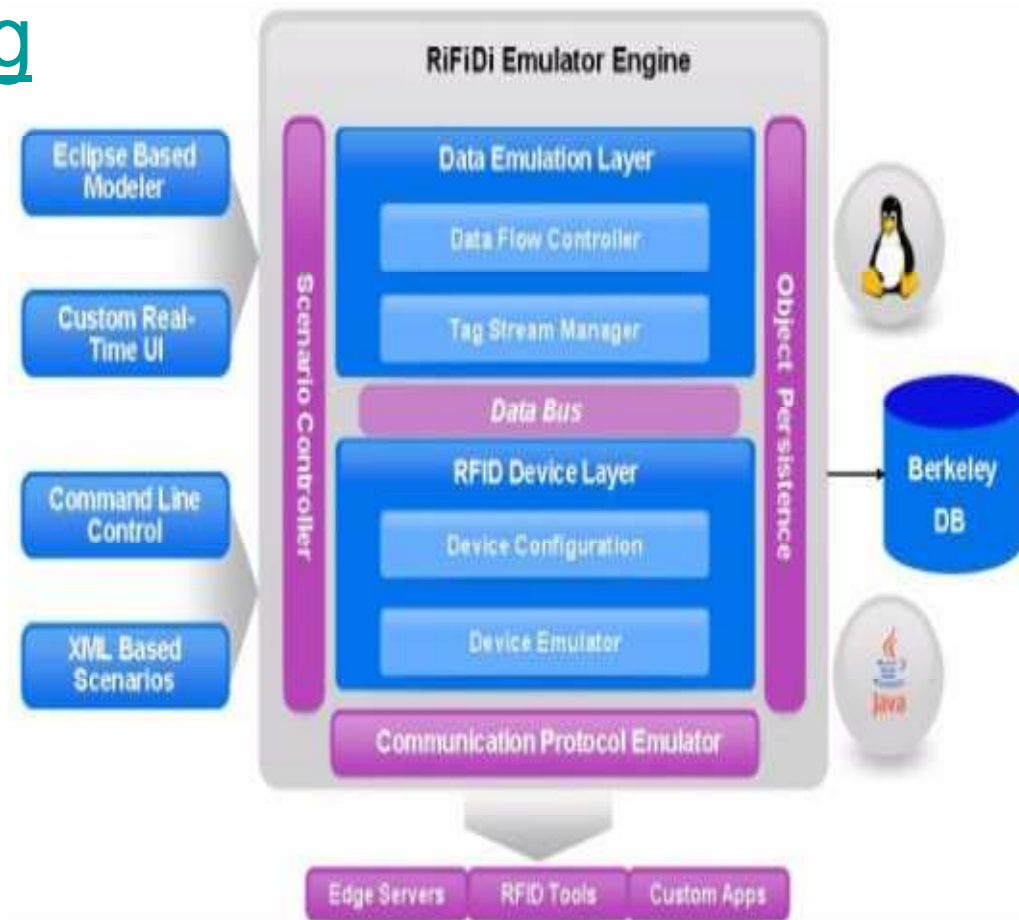 g
RiFiDi Emulator Engine
Eclipse Based
Modeler
Custom Real-
Time UI
Command Line
Control
XML Based
Scenarios
Scenario Controller
Data Emulation Layer
Data Flow Controller
Tag Stream Manager
Data Bus
RFID Device Layer
Device Configuration
Device Emulator
Object Persistence
Communication Protocol Emulator
Berkeley
DB
Java
Edge Servers
RFID Tools
Custom Apps